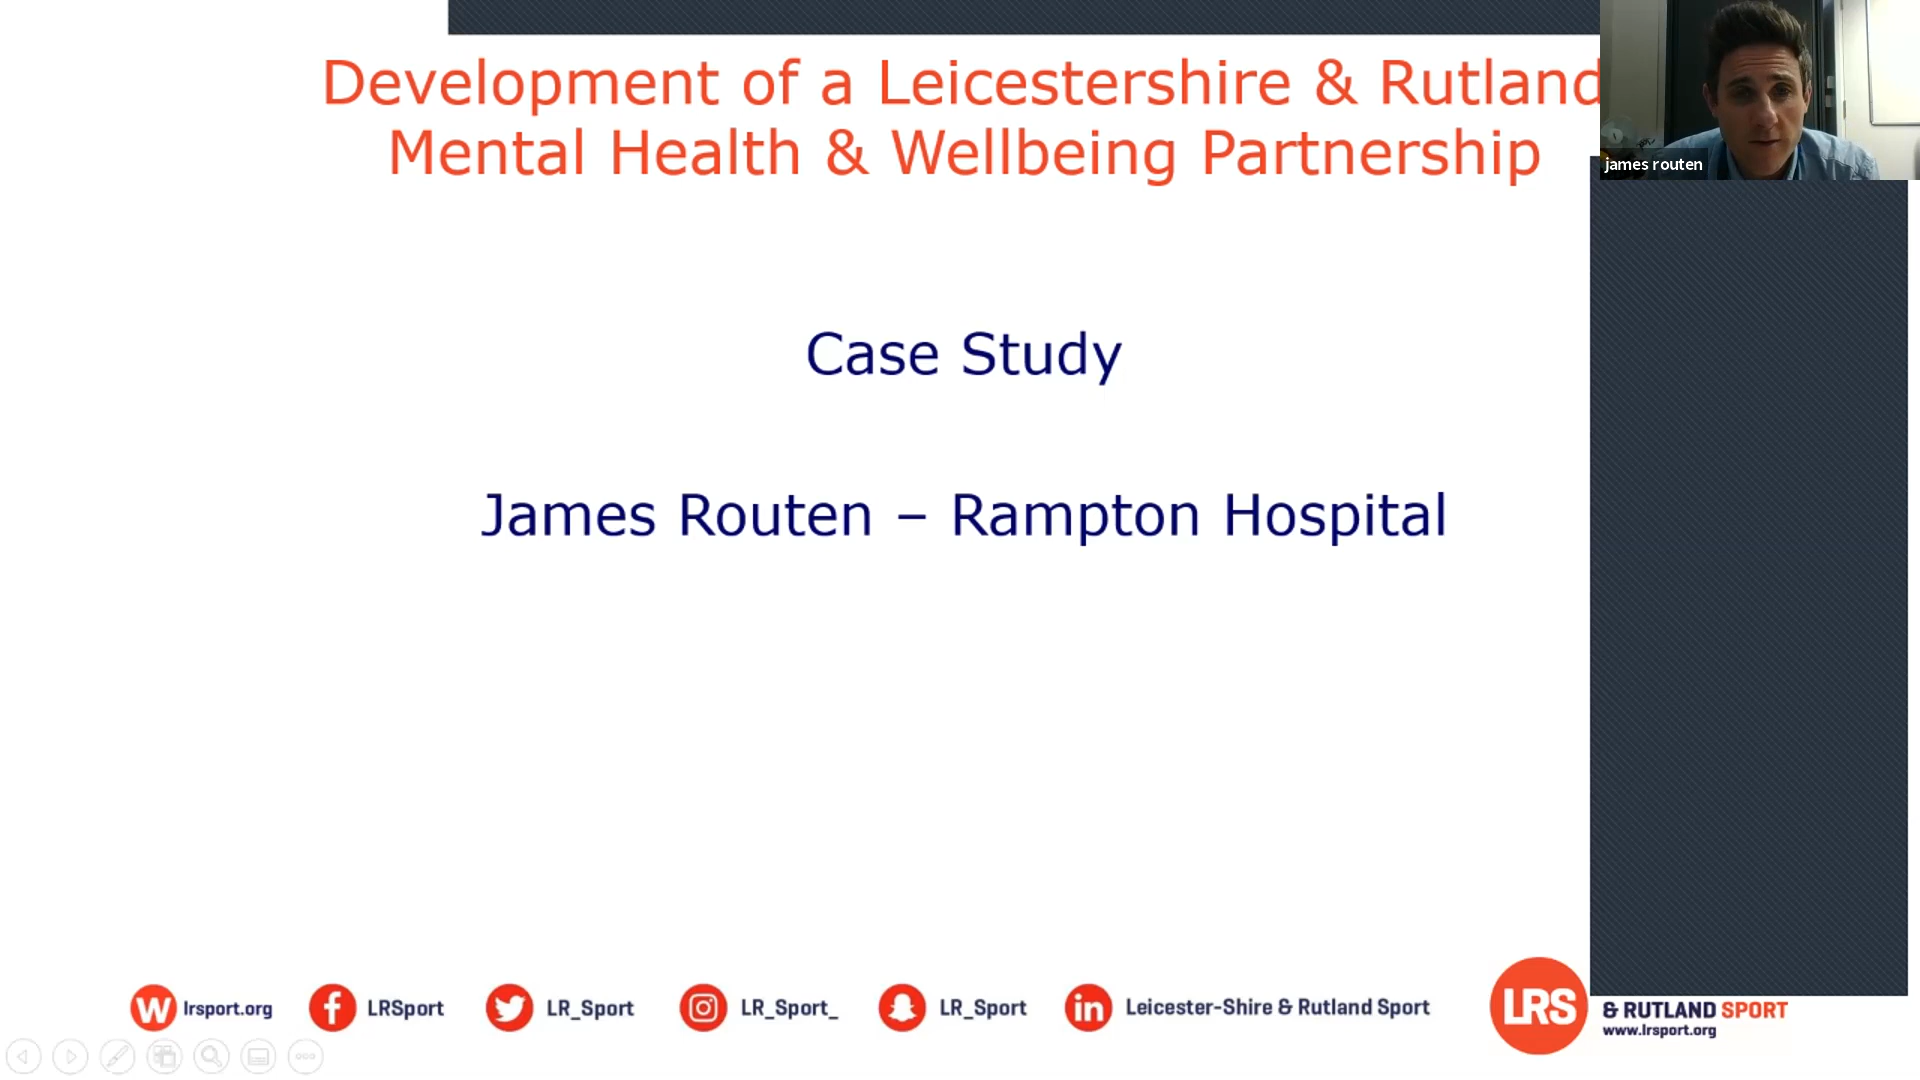 Development of a Leicestershire & Rutland
Mental Health & Wellbeing Partnership
james routen
Case Study
James Routen – Rampton Hospital
W lrsport.org
f LRSport
LR_Sport
LR_Sport_
LR_Sport
in Leicester-Shire & Rutland Sport
LRS
& RUTLAND SPORT
www.lrsport.org